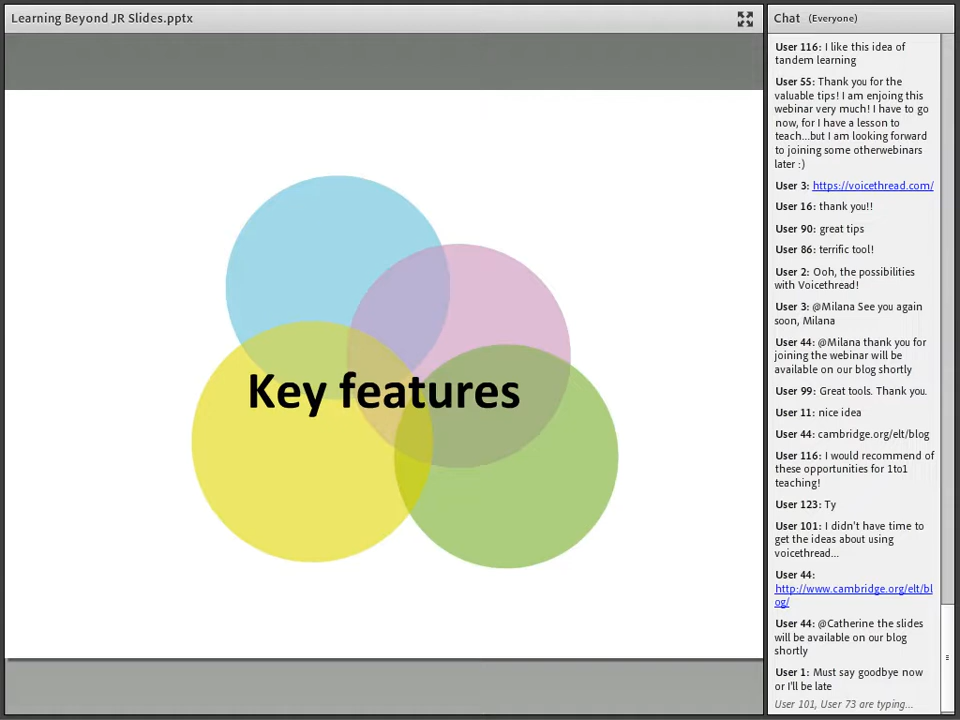 Learning Beyond JR Slides.pptx
Key features
Chat (Everyone)
User 116: I like this idea of
tandem learning
User 55: Thank you for the
valuable tips! I am enjoing this
webinar very much! I have to go
now, for I have a lesson to
teach...but I am looking forward
to joining some otherwebinars
later :)
User 3: https://voicethread.com/
User 16: thank you!!
User 90: great tips
User 86: terrific tool!
User 2: Ooh, the possibilities
with Voicethread!
User 3: @Milana See you again
soon, Milana
User 44: @Milana thank you for
joining the webinar will be
available on our blog shortly
User 99: Great tools. Thank you.
User 11: nice idea
User 44: cambridge.org/elt/blog
User 116: I would recommend of
these opportunities for 1to1
teaching!
User 123: Ty
User 101: I didn't have time to
get the ideas about using
voicethread...
User 44:
http://www.cambridge.org/elt/bl
og/
User 44: @Catherine the slides
will be available on our blog
shortly
User 1: Must say goodbye now
or I'll be late
User 101, User 73 are typing...